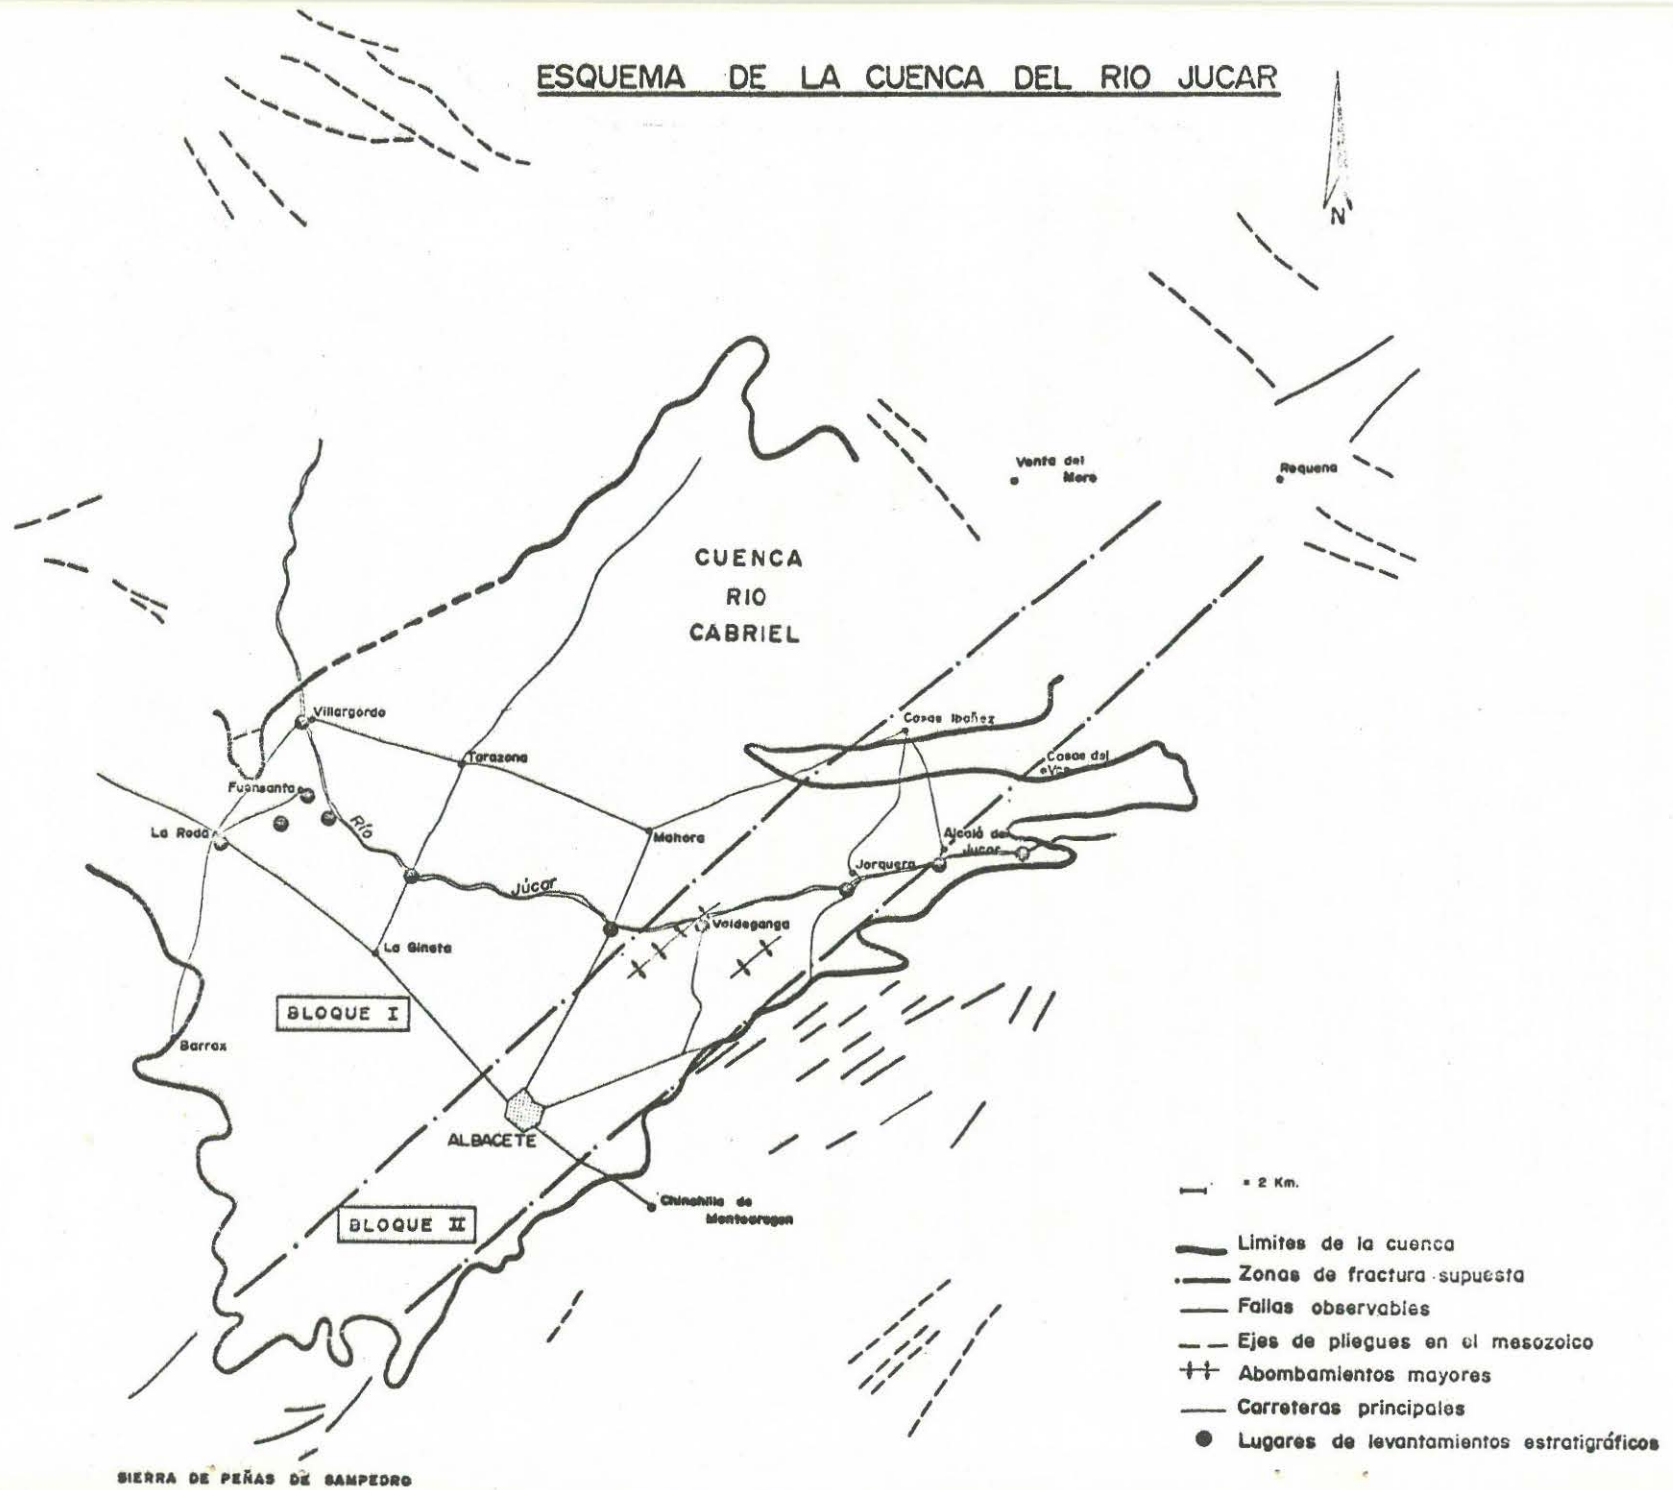 ESQUEMA DE LA CUENCA DEL RIO JUCAR
N
Venta del
Moro
Requena
CUENCA
RIO
CABRIEL
Villargordo
Casas Ibañez
Tarazona
Casas del
Ves
Fuensanta
La Roda
Río
Mahora
Alcalá de
Jucar
Jorquera
Júcar
Valdeganga
La Gineta
BLOQUE I
Barrax
ALBACETE
Chinchilla de
Montearagon
BLOQUE II
= 2 Km.
Limites de la cuenca
Zonas de fractura supuesta
Fallas observables
Ejes de pliegues en el mesozoico
Abombamientos mayores
Carreteras principales
Lugares de levantamientos estratigráficos
SIERRA DE PEÑAS DE SAMPEDRO